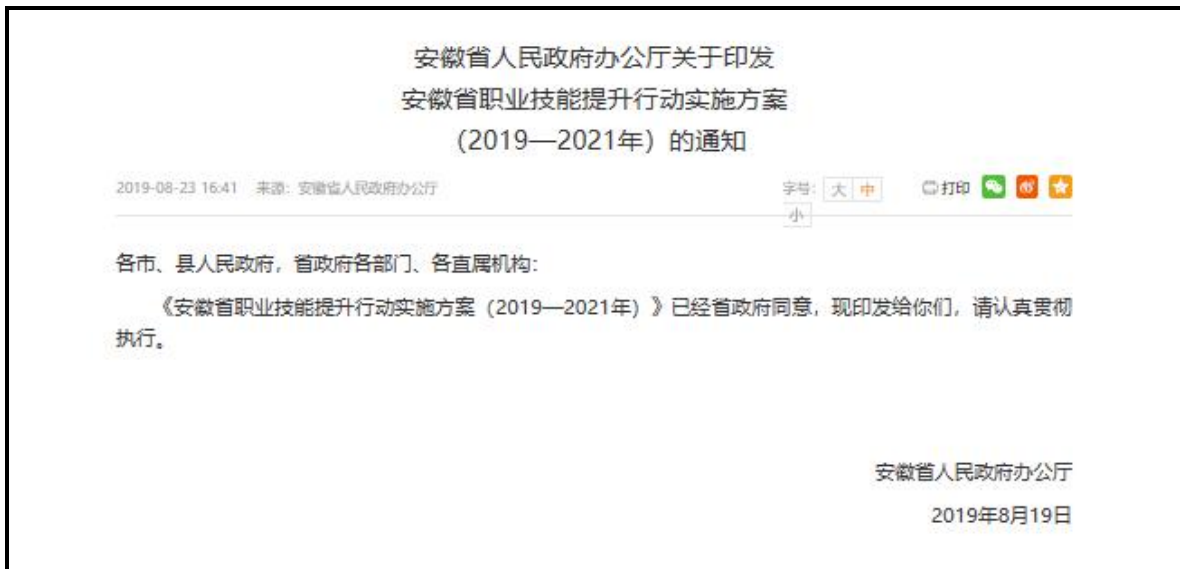 安徽省人民政府办公厅关于印发
安徽省职业技能提升行动实施方案
（2019—2021年）的通知
2019-08-23 16:41 来源：安徽省人民政府办公厅 字号：大 中 打印
小
各市、县人民政府，省政府各部门、各直属机构：
《安徽省职业技能提升行动实施方案（2019—2021年）》已经省政府同意，现印发给你们，请认真贯彻
执行。
安徽省人民政府办公厅
2019年8月19日